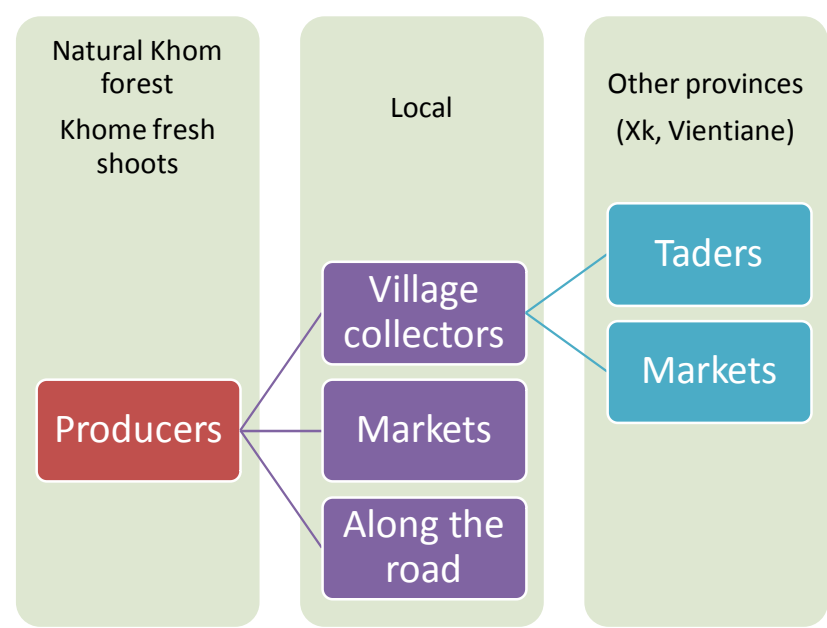 Natural Khom
forest
Khome fresh
shoots
Local
Other provinces
(Xk, Vientiane)
Producers
Village
collectors
Markets
Along the
road
Taders
Markets